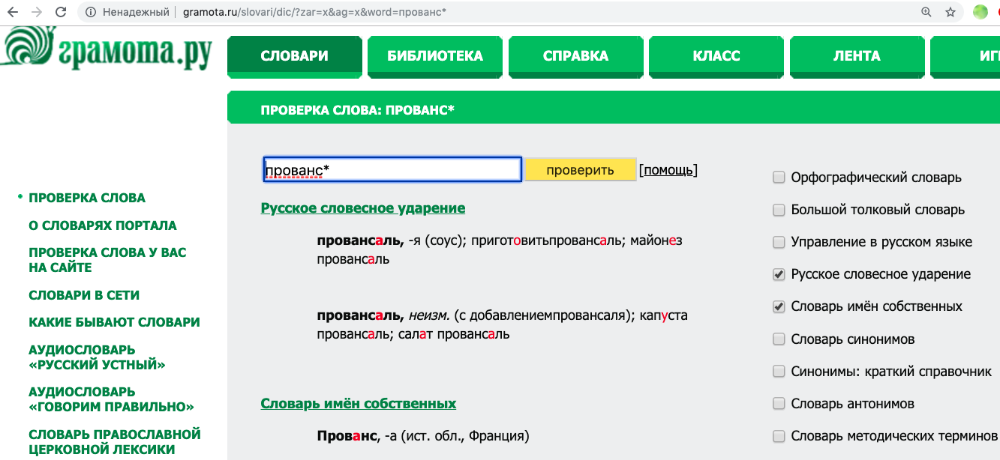 Ненадежный | gramota.ru/slovari/dic/?zar=x&ag=x&word=прованс*
грамота.ру
СЛОВАРИ БИБЛИОТЕКА СПРАВКА КЛАСС ЛЕНТА
ПРОВЕРКА СЛОВА: ПРОВАНС*
прованс* проверить [помощь]
Русское словесное ударение
провансаль, -я (соус); приготовитьпровансаль; майонез
провансаль
провансаль, неизм. (с добавлениемпровансаля); капуста
провансаль; салат провансаль
Словарь имён собственных
Прованс, -а (ист. обл., Франция)
ПРОВЕРКА СЛОВА
О СЛОВАРЯХ ПОРТАЛА
ПРОВЕРКА СЛОВА У ВАС
НА САЙТЕ
СЛОВАРИ В СЕТИ
КАКИЕ БЫВАЮТ СЛОВАРИ
АУДИОСЛОВАРЬ
«РУССКИЙ УСТНЫЙ»
АУДИОСЛОВАРЬ
«ГОВОРИМ ПРАВИЛЬНО»
СЛОВАРЬ ПРАВОСЛАВНОЙ
ЦЕРКОВНОЙ ЛЕКСИКИ
Орфографический словарь
Большой толковый словарь
Управление в русском языке
Русское словесное ударение
Словарь имён собственных
Словарь синонимов
Синонимы: краткий справочник
Словарь антонимов
Словарь методических терминов